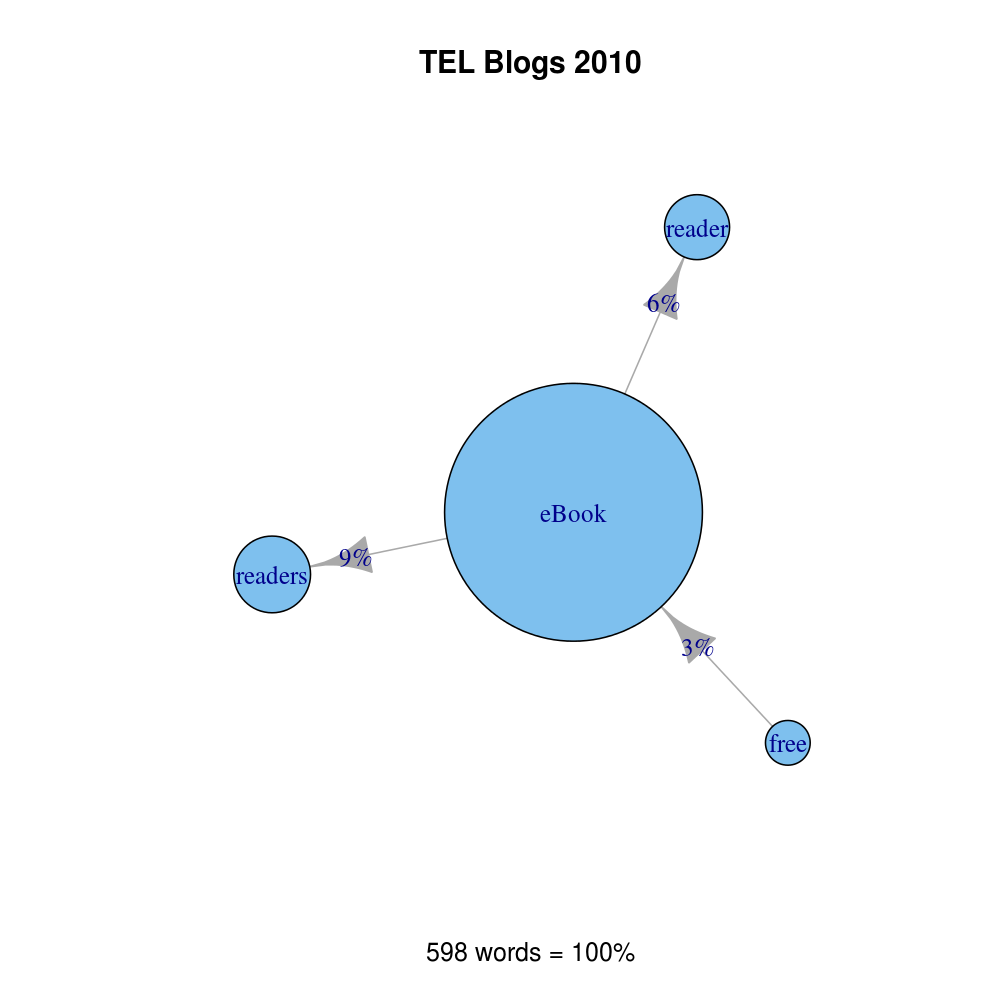 TEL Blogs 2010
reader
6%
eBook
9%
readers
3%
free
598 words = 100%